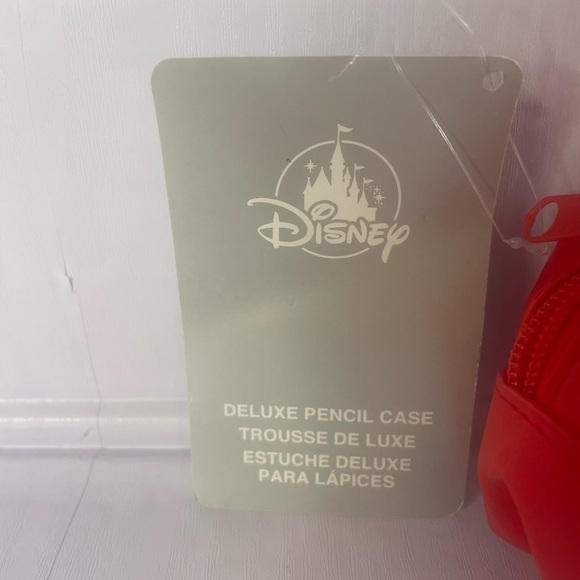 DISNEY
DELUXE PENCIL CASE
TROUSSE DE LUXE
ESTUCHE DELUXE
PARA LÁPICES